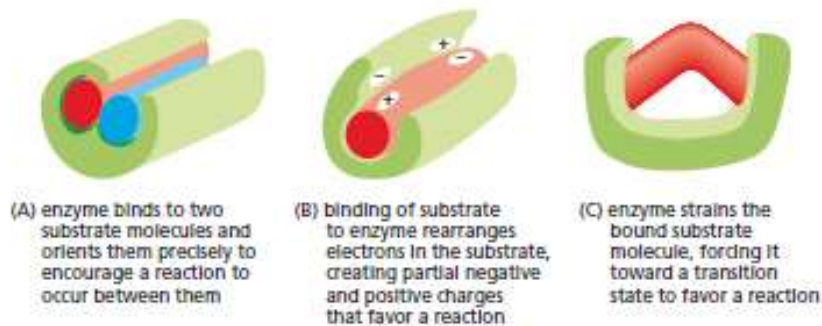 +
−
−
+
(A) enzyme binds to two
substrate molecules and
orients them precisely to
encourage a reaction to
occur between them
(B) binding of substrate
to enzyme rearranges
electrons in the substrate,
creating partial negative
and positive charges
that favor a reaction
(C) enzyme strains the
bound substrate
molecule, forcing it
toward a transition
state to favor a reaction